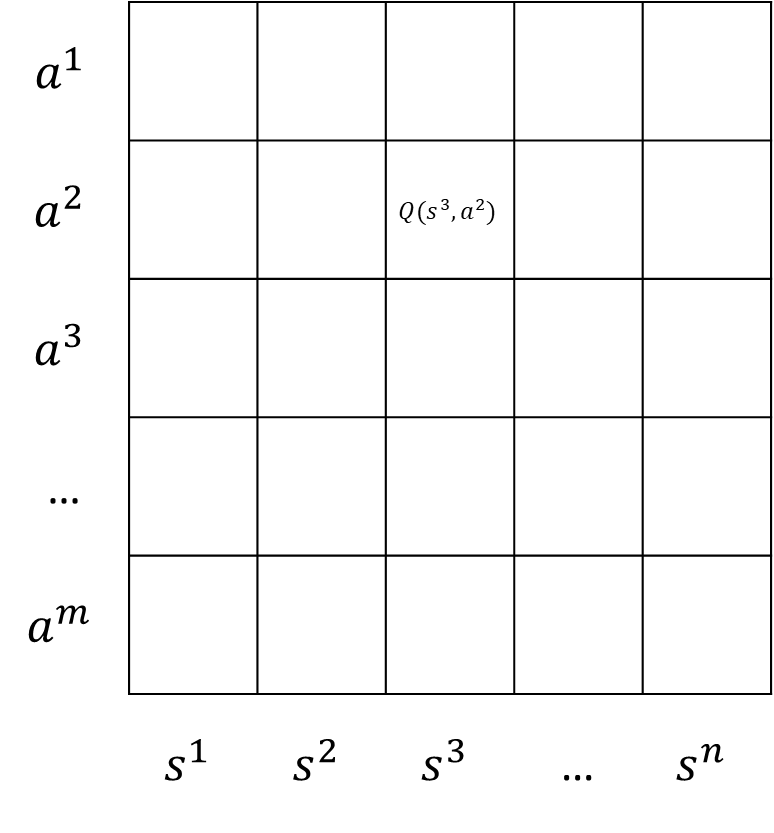 a¹
a² Q(s³, a²)
a³
...
aᵐ
s¹ s² s³ ... sⁿ